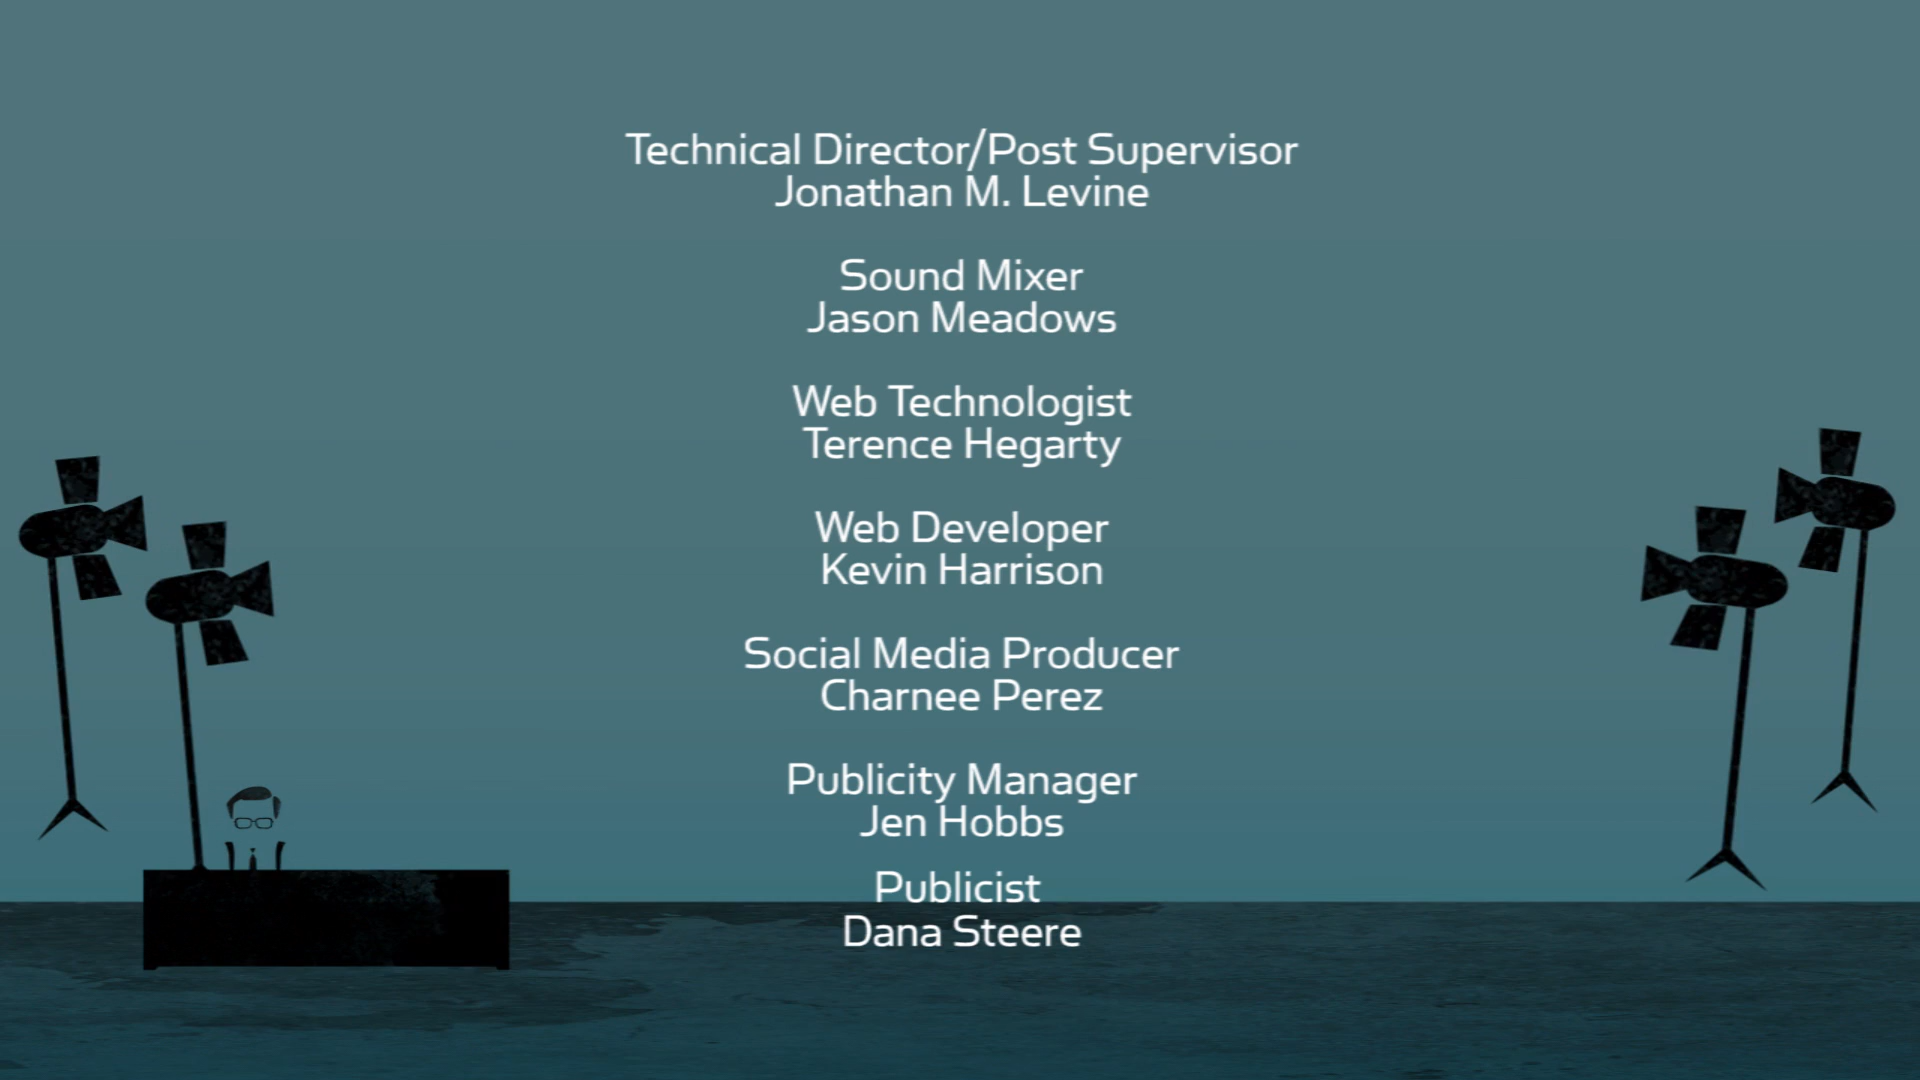 Technical Director/Post Supervisor
Jonathan M. Levine
Sound Mixer
Jason Meadows
Web Technologist
Terence Hegarty
Web Developer
Kevin Harrison
Social Media Producer
Charnee Perez
Publicity Manager
Jen Hobbs
Publicist
Dana Steere